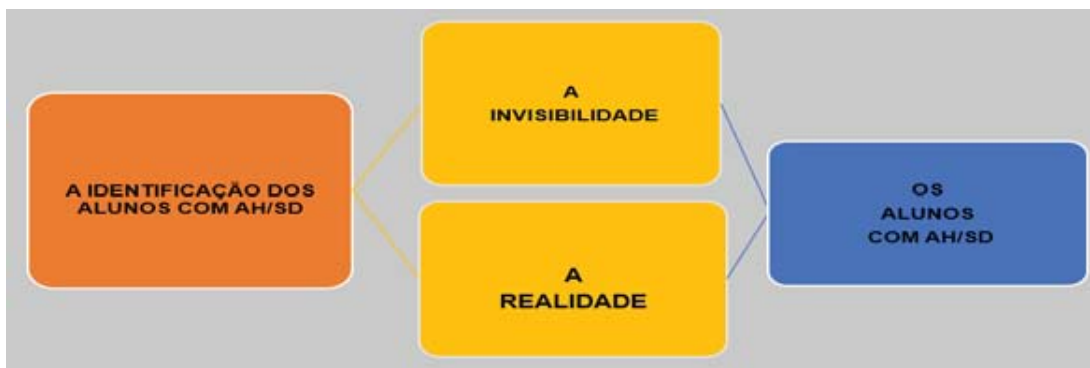 A IDENTIFICAÇÃO DOS
ALUNOS COM AH/SD
A
INVISIBILIDADE
A
REALIDADE
OS
ALUNOS
COM AH/SD